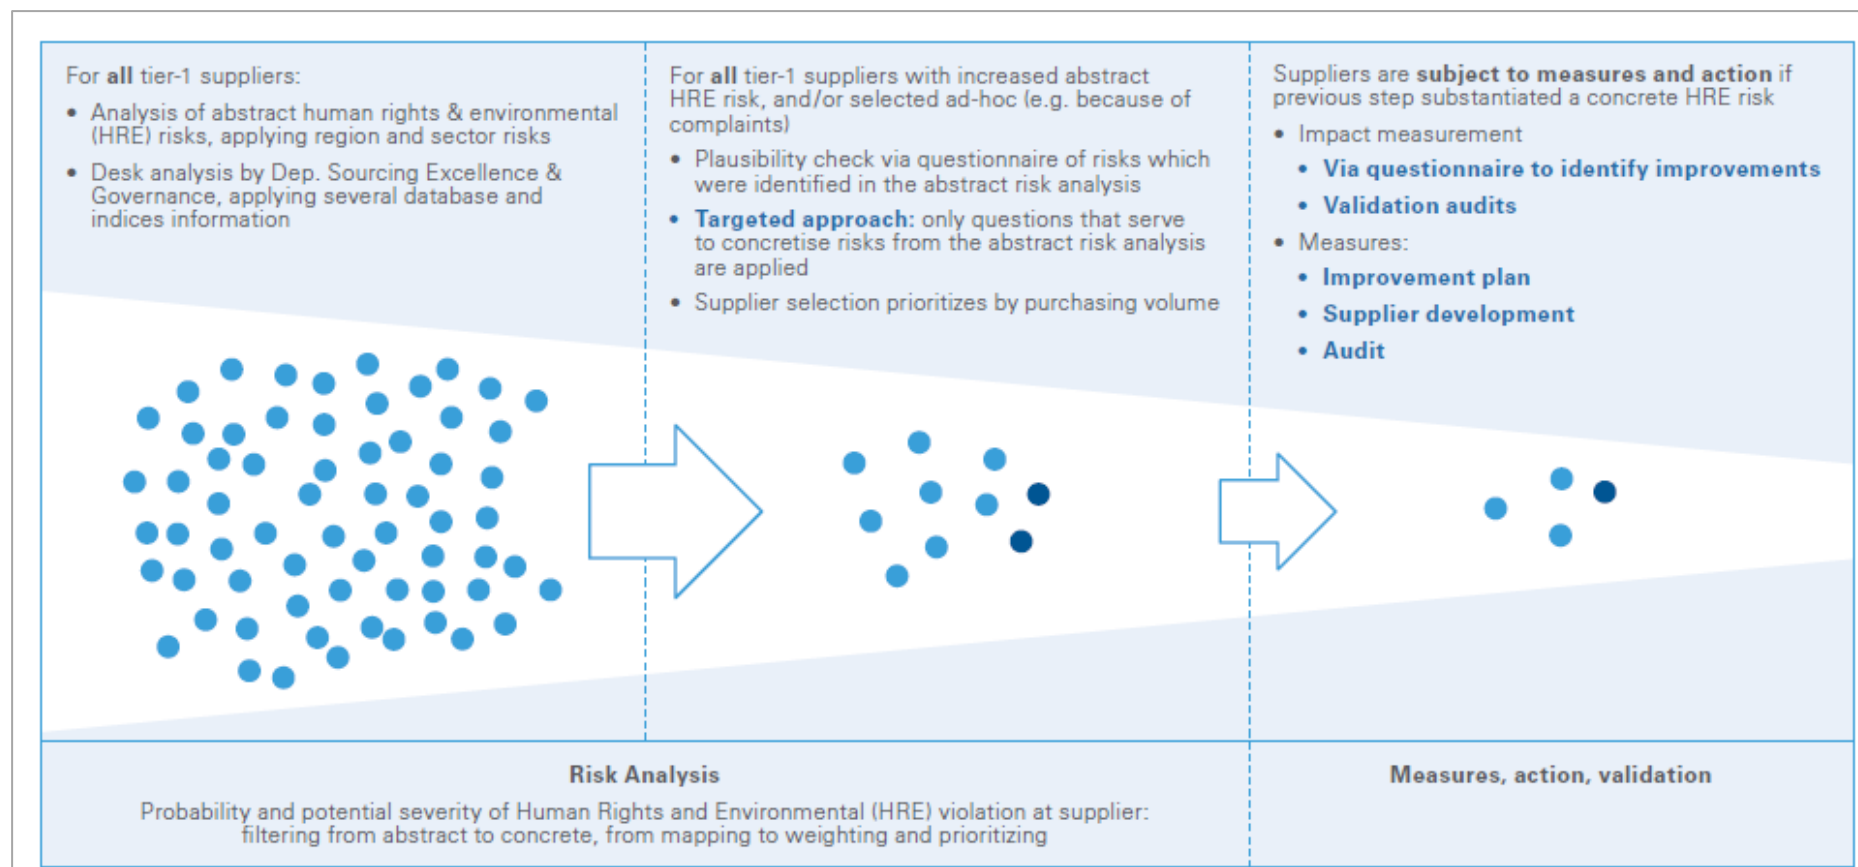 For all tier-1 suppliers:
• Analysis of abstract human rights & environmental
(HRE) risks, applying region and sector risks
• Desk analysis by Dep. Sourcing Excellence &
Governance, applying several database and
indices information
For all tier-1 suppliers with increased abstract
HRE risk, and/or selected ad-hoc (e.g. because of
complaints)
• Plausibility check via questionnaire of risks which
were identified in the abstract risk analysis
• Targeted approach: only questions that serve
to concretise risks from the abstract risk analysis
are applied
• Supplier selection prioritizes by purchasing volume
Suppliers are subject to measures and action if
previous step substantiated a concrete HRE risk
• Impact measurement
• Via questionnaire to identify improvements
• Validation audits
• Measures:
• Improvement plan
• Supplier development
• Audit
Risk Analysis
Probability and potential severity of Human Rights and Environmental (HRE) violation at supplier:
filtering from abstract to concrete, from mapping to weighting and prioritizing
Measures, action, validation